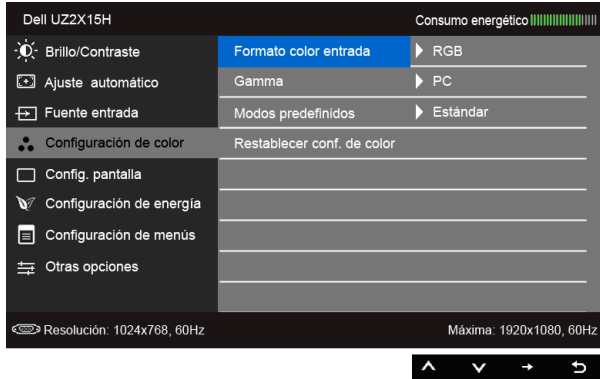 Dell UZ2X15H Consumo energético
Brillo/Contraste Formato color entrada RGB
Ajuste automático Gamma PC
Fuente entrada Modos predefinidos Estándar
Configuración de color Restablecer conf. de color
Config. pantalla
Configuración de energía
Configuración de menús
Otras opciones
Resolución: 1024x768, 60Hz Máxima: 1920x1080, 60Hz